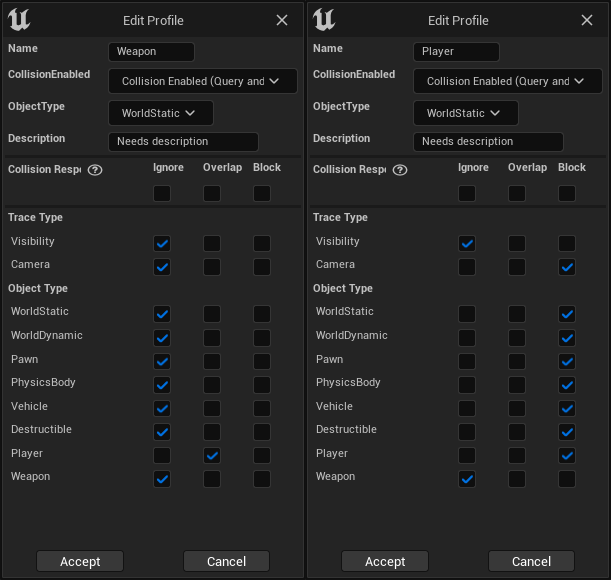 Edit Profile
Name Weapon
CollisionEnabled Collision Enabled (Query and
ObjectType WorldStatic
Description Needs description
Collision Respo ? Ignore Overlap Block
Trace Type
Visibility
Camera
Object Type
WorldStatic
WorldDynamic
Pawn
PhysicsBody
Vehicle
Destructible
Player
Weapon
Accept Cancel
Edit Profile
Name Player
CollisionEnabled Collision Enabled (Query and
ObjectType WorldStatic
Description Needs description
Collision Respo ? Ignore Overlap Block
Trace Type
Visibility
Camera
Object Type
WorldStatic
WorldDynamic
Pawn
PhysicsBody
Vehicle
Destructible
Player
Weapon
Accept Cancel